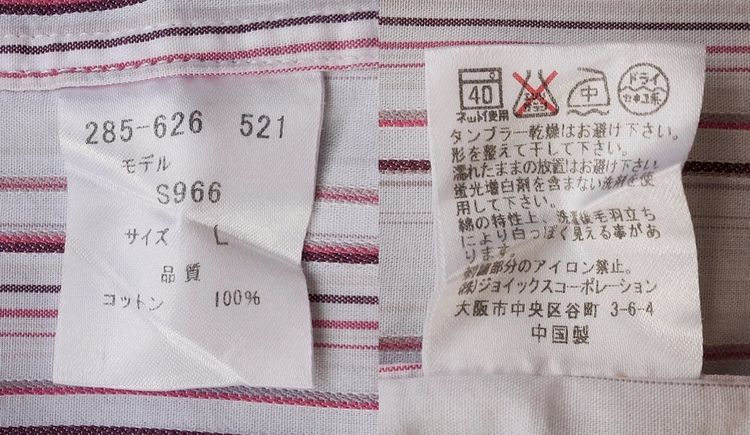 285-626 521
モデル
S966
サイズ L
品質
コットン 100%
40 中 ドライ
ネット使用
タンブラー乾燥はお避け下さい。
形を整えて干して下さい。
濡れたままの放置はお避け下さい
蛍光増白剤を含まない洗剤を使
用して下さい。
綿の特性上、洗濯後毛羽立ち
により白っぽく見える事があ
ります。
部分のアイロン禁止。
㈱ジョイックスコーポレーション
大阪市中央区谷町 3-6-4
中国製